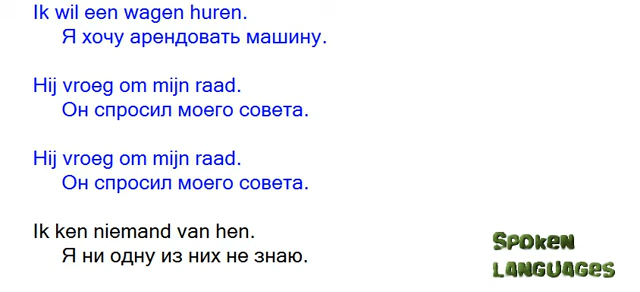 Ik wil een wagen huren.
Я хочу арендовать машину.
Hij vroeg om mijn raad.
Он спросил моего совета.
Hij vroeg om mijn raad.
Он спросил моего совета.
Ik ken niemand van hen.
Я ни одну из них не знаю.
SPOKEN
LANGUAGES